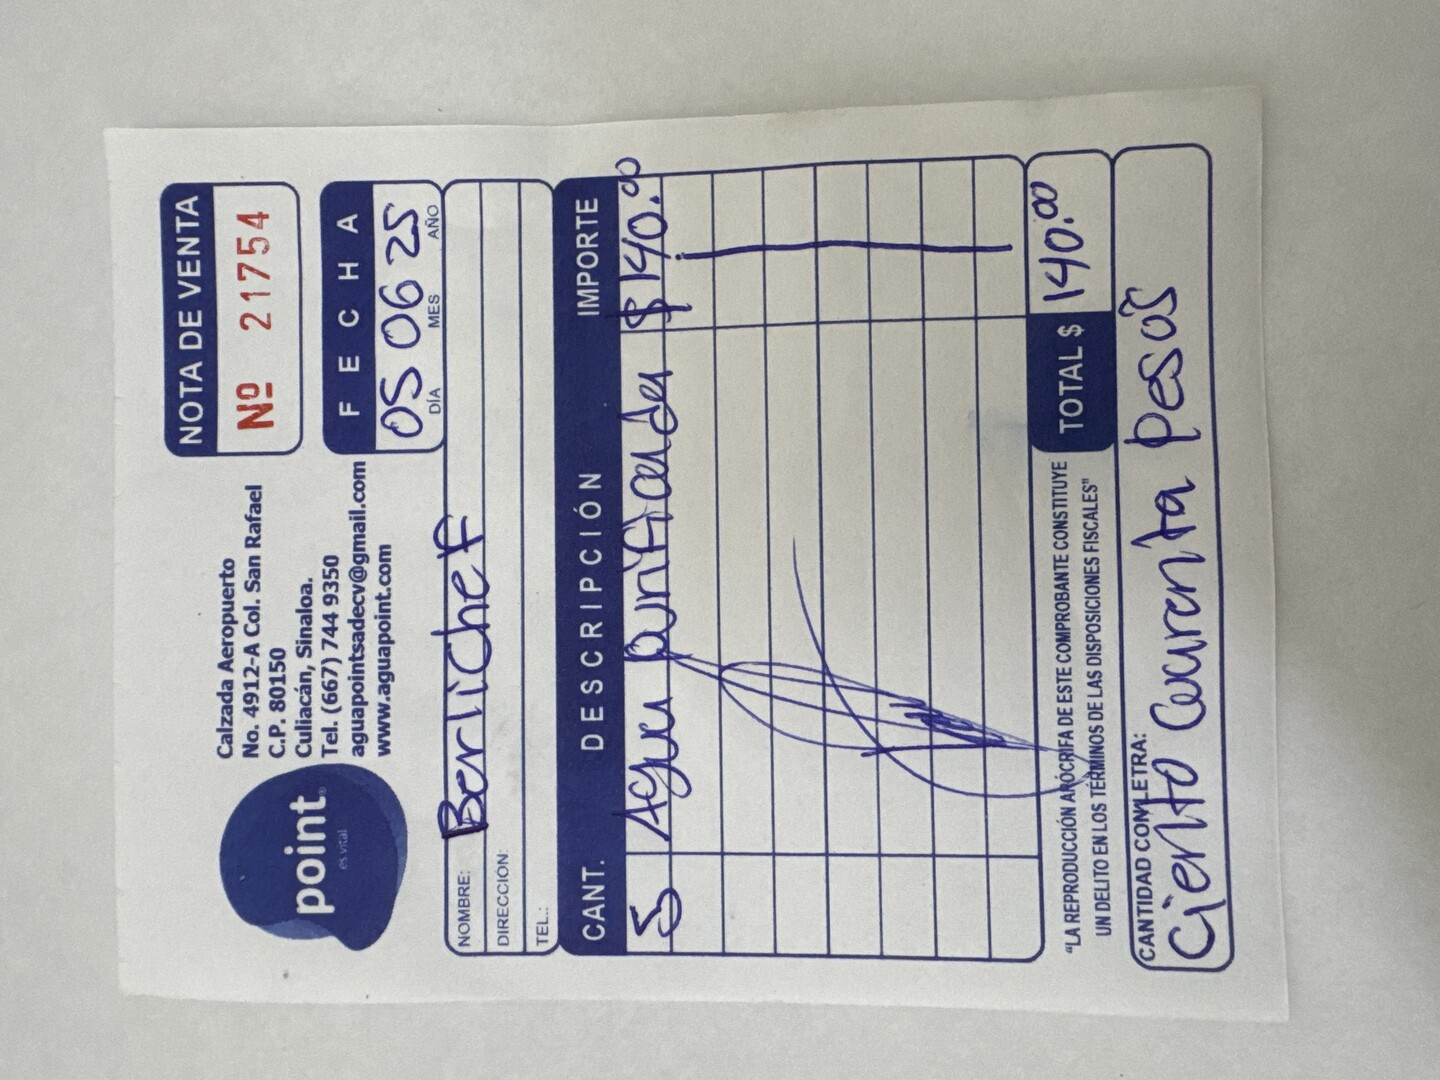 point®
es vital
Calzada Aeropuerto
No. 4912-A Col. San Rafael
C.P. 80150
Culiacán, Sinaloa.
Tel. (667) 744 9350
aguapointsadecv@gmail.com
www.aguapoint.com
NOTA DE VENTA
Nº 21754
FECHA
05 06 25
DÍA MES AÑO
NOMBRE: Berlichef
DIRECCIÓN:
TEL.:
CANT. DESCRIPCIÓN IMPORTE
5 Agua purificada $140.00
TOTAL $ 140.00
"LA REPRODUCCIÓN APÓCRIFA DE ESTE COMPROBANTE CONSTITUYE
UN DELITO EN LOS TÉRMINOS DE LAS DISPOSICIONES FISCALES"
CANTIDAD CON LETRA:
Ciento cuarenta pesos